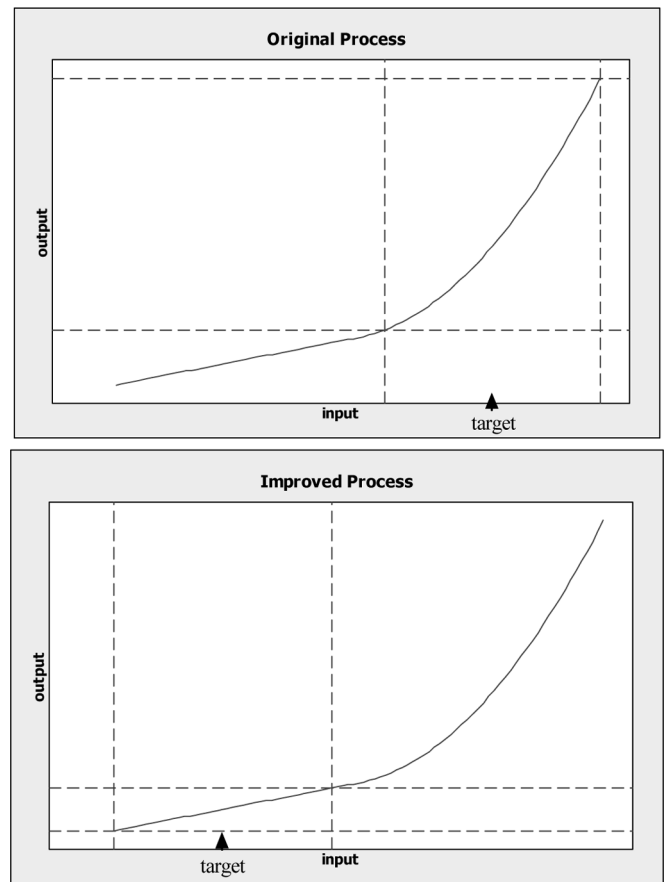 Original Process
output
input
target
Improved Process
output
input
target